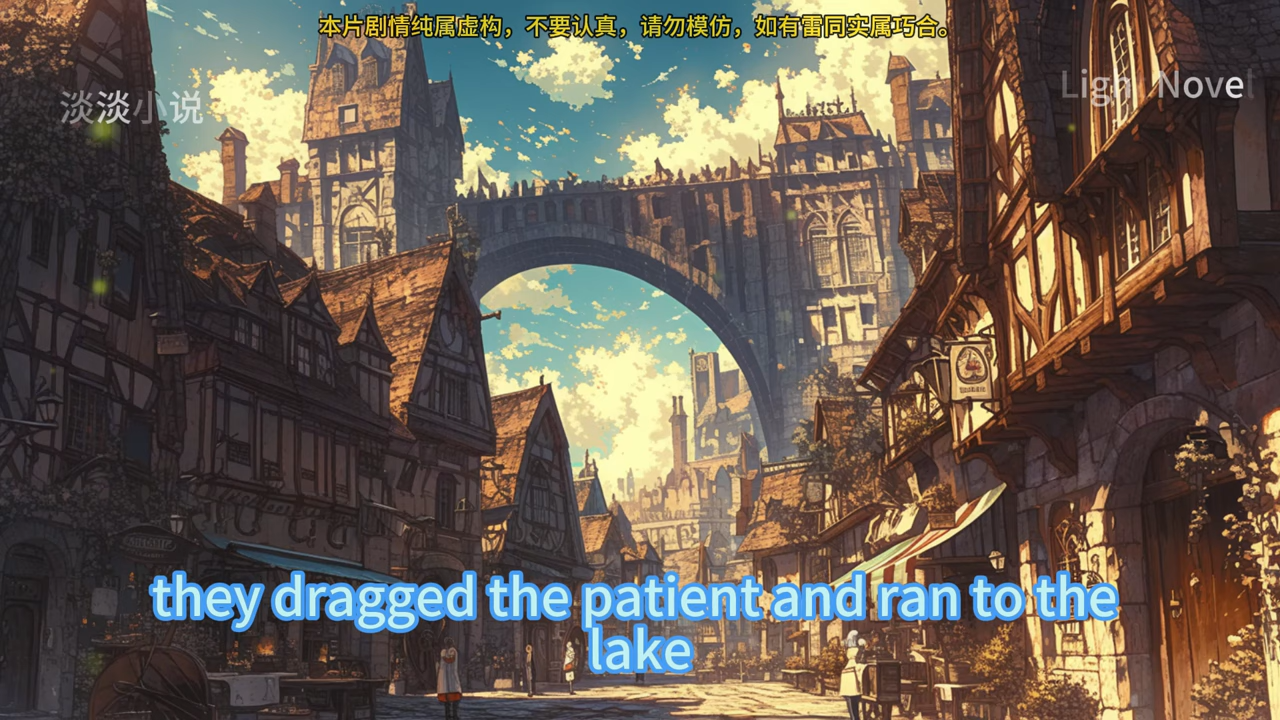 本片剧情纯属虚构，不要认真，请勿模仿，如有雷同实属巧合。
淡淡小说
Light Novel
they dragged the patient and ran to the
lake